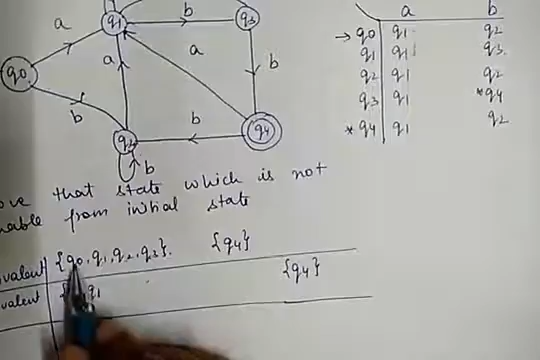 a b
q1 b q3 → q0 q1 q2
a q1 q1 q3
a b q2 q1 q2
q0 a q3 q1 *q4
b b q4 * q4 q1 q2
q2
b
that state which is not
from initial state
{q0, q1, q2, q3}. {q4}
q1 {q4}